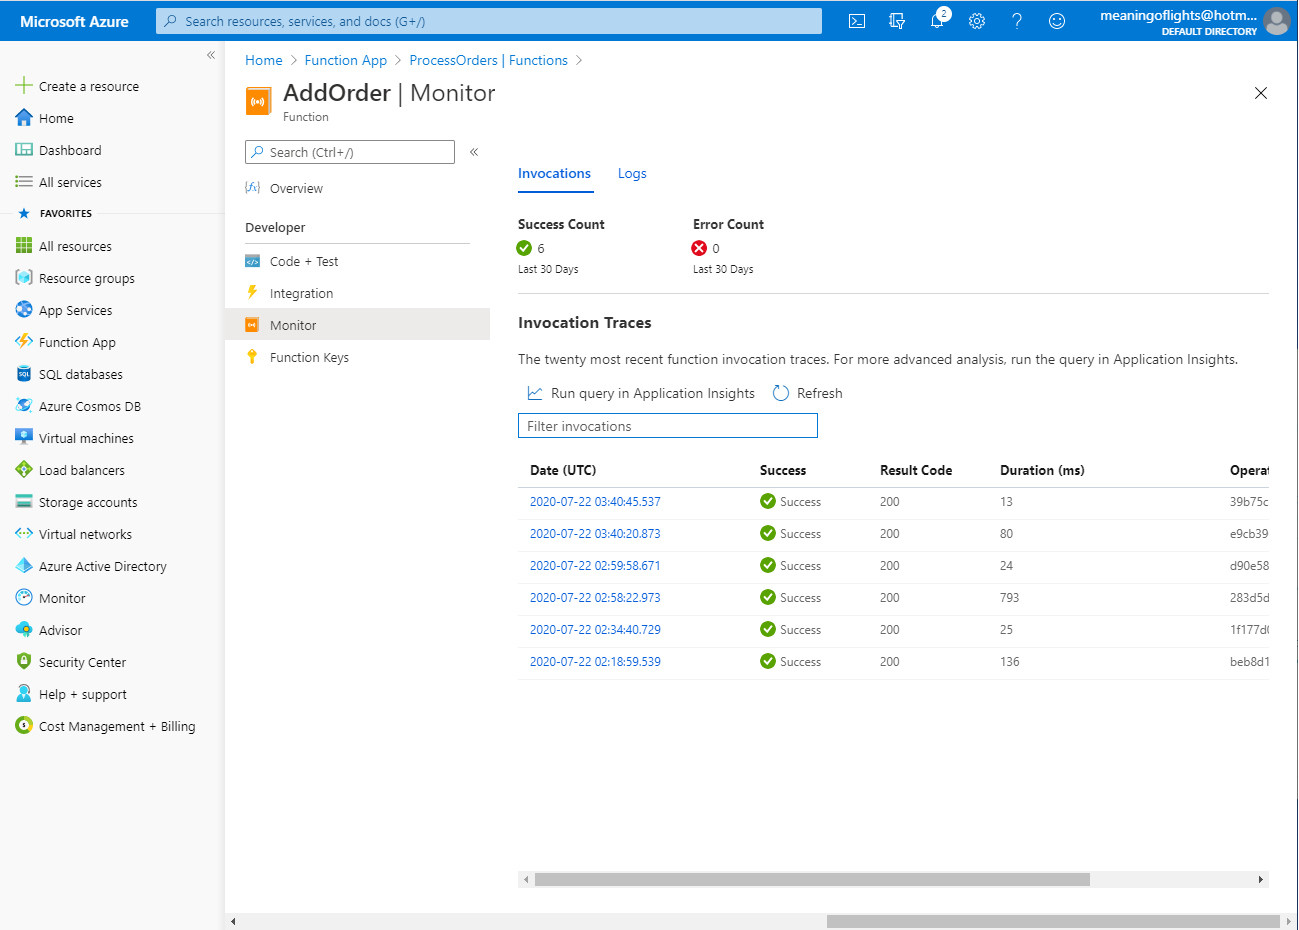 Microsoft Azure
Search resources, services, and docs (G+/)
2
meaningoflights@hotm...
DEFAULT DIRECTORY
Create a resource
Home
Dashboard
All services
FAVORITES
All resources
Resource groups
App Services
Function App
SQL databases
Azure Cosmos DB
Virtual machines
Load balancers
Storage accounts
Virtual networks
Azure Active Directory
Monitor
Advisor
Security Center
Help + support
Cost Management + Billing
Home > Function App > ProcessOrders | Functions >
AddOrder | Monitor
Function
Search (Ctrl+/)
Overview
Developer
Code + Test
Integration
Monitor
Function Keys
Invocations Logs
Success Count Error Count
6 0
Last 30 Days Last 30 Days
Invocation Traces
The twenty most recent function invocation traces. For more advanced analysis, run the query in Application Insights.
Run query in Application Insights Refresh
Filter invocations
Date (UTC) Success Result Code Duration (ms) Operat
2020-07-22 03:40:45.537 Success 200 13 39b75c
2020-07-22 03:40:20.873 Success 200 80 e9cb39
2020-07-22 02:59:58.671 Success 200 24 d90e58
2020-07-22 02:58:22.973 Success 200 793 283d5d
2020-07-22 02:34:40.729 Success 200 25 1f177d0
2020-07-22 02:18:59.539 Success 200 136 beb8d1